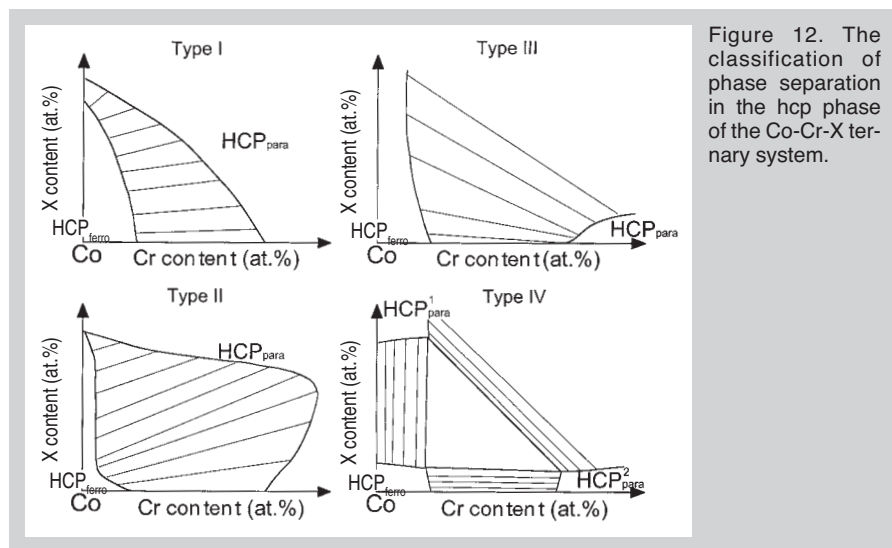 Type I
X content (at.%)
HCPpara
HCPferro
Co
Cr content (at.%)
Type III
X content (at.%)
HCPpara
HCPferro
Co
Cr content (at.%)
Type II
X content (at.%)
HCPpara
HCPferro
Co
Cr content (at.%)
Type IV
X content (at.%)
HCP¹para
HCP²para
HCPferro
Co
Cr content (at.%)
Figure 12. The
classification of
phase separation
in the hcp phase
of the Co-Cr-X ter-
nary system.